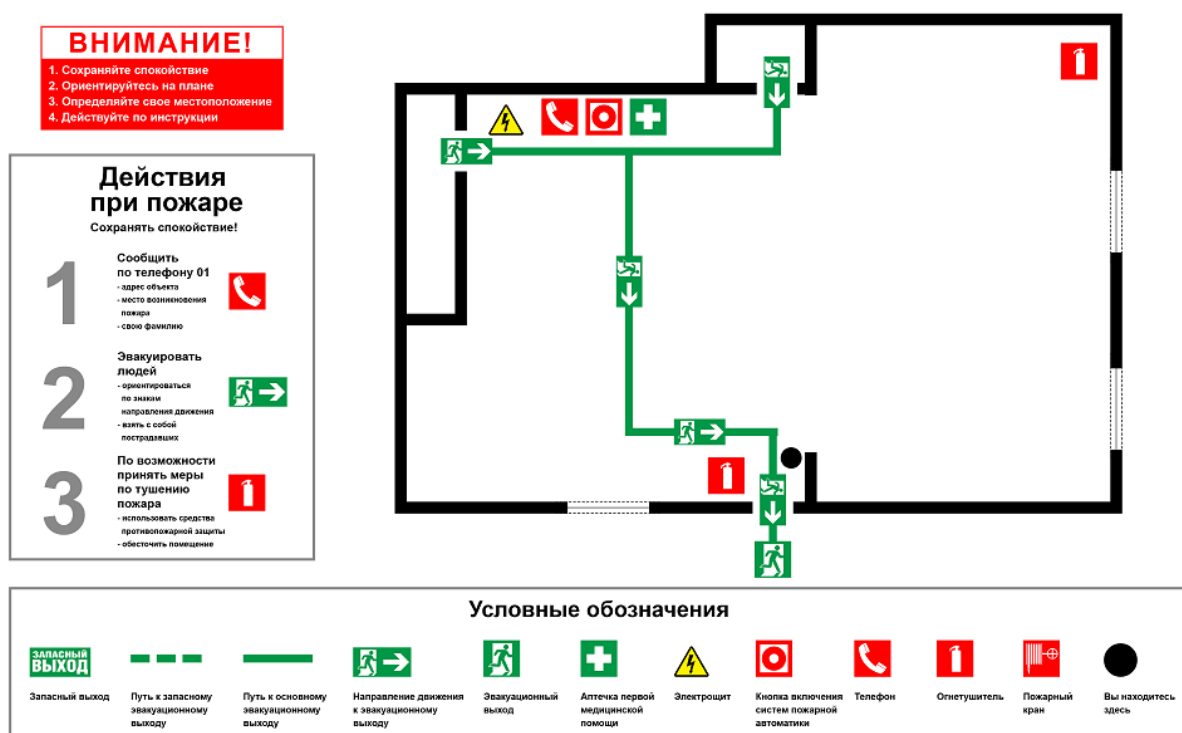 ВНИМАНИЕ!
1. Сохраняйте спокойствие
2. Ориентируйтесь на плане
3. Определяйте свое местоположение
4. Действуйте по инструкции
Действия
при пожаре
Сохранять спокойствие!
1
Сообщить
по телефону 01
- адрес объекта
- место возникновения
пожара
- свою фамилию
2
Эвакуировать
людей
- ориентироваться
по знакам
направления движения
- взять с собой
пострадавших
3
По возможности
принять меры
по тушению
пожара
- использовать средства
противопожарной защиты
- обесточить помещение
Условные обозначения
ЗАПАСНЫЙ
ВЫХОД
Запасный выход
Путь к запасному
эвакуационному
выходу
Путь к основному
эвакуационному
выходу
Направление движения
к эвакуационному
выходу
Эвакуационный
выход
Аптечка первой
медицинской
помощи
Электрощит
Кнопка включения
систем пожарной
автоматики
Телефон
Огнетушитель
Пожарный
кран
Вы находитесь
здесь